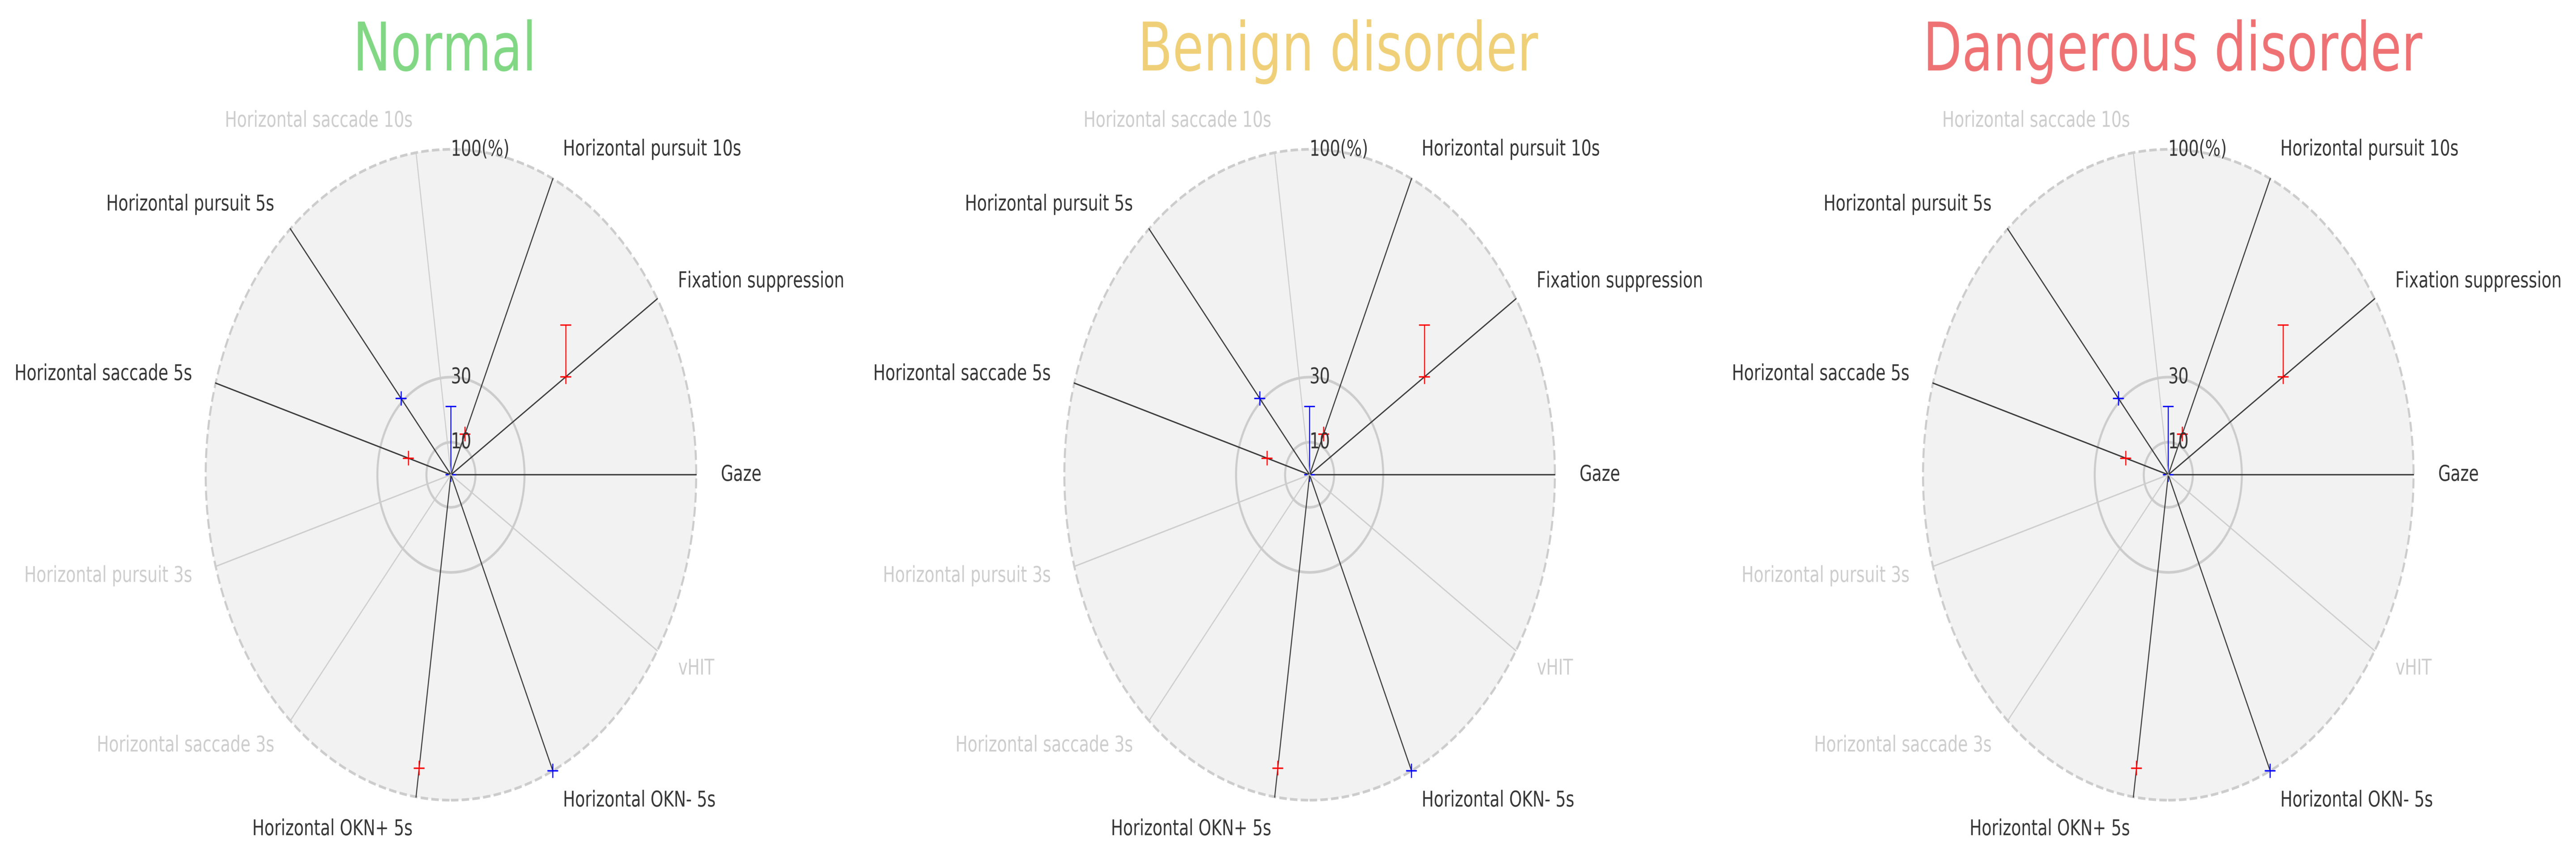 Normal
Horizontal saccade 10s
100(%)
Horizontal pursuit 10s
Horizontal pursuit 5s
Fixation suppression
Horizontal saccade 5s
30
10
Gaze
Horizontal pursuit 3s
vHIT
Horizontal saccade 3s
Horizontal OKN- 5s
Horizontal OKN+ 5s
Benign disorder
Horizontal saccade 10s
100(%)
Horizontal pursuit 10s
Horizontal pursuit 5s
Fixation suppression
Horizontal saccade 5s
30
10
Gaze
Horizontal pursuit 3s
vHIT
Horizontal saccade 3s
Horizontal OKN- 5s
Horizontal OKN+ 5s
Dangerous disorder
Horizontal saccade 10s
100(%)
Horizontal pursuit 10s
Horizontal pursuit 5s
Fixation suppression
Horizontal saccade 5s
30
10
Gaze
Horizontal pursuit 3s
vHIT
Horizontal saccade 3s
Horizontal OKN- 5s
Horizontal OKN+ 5s